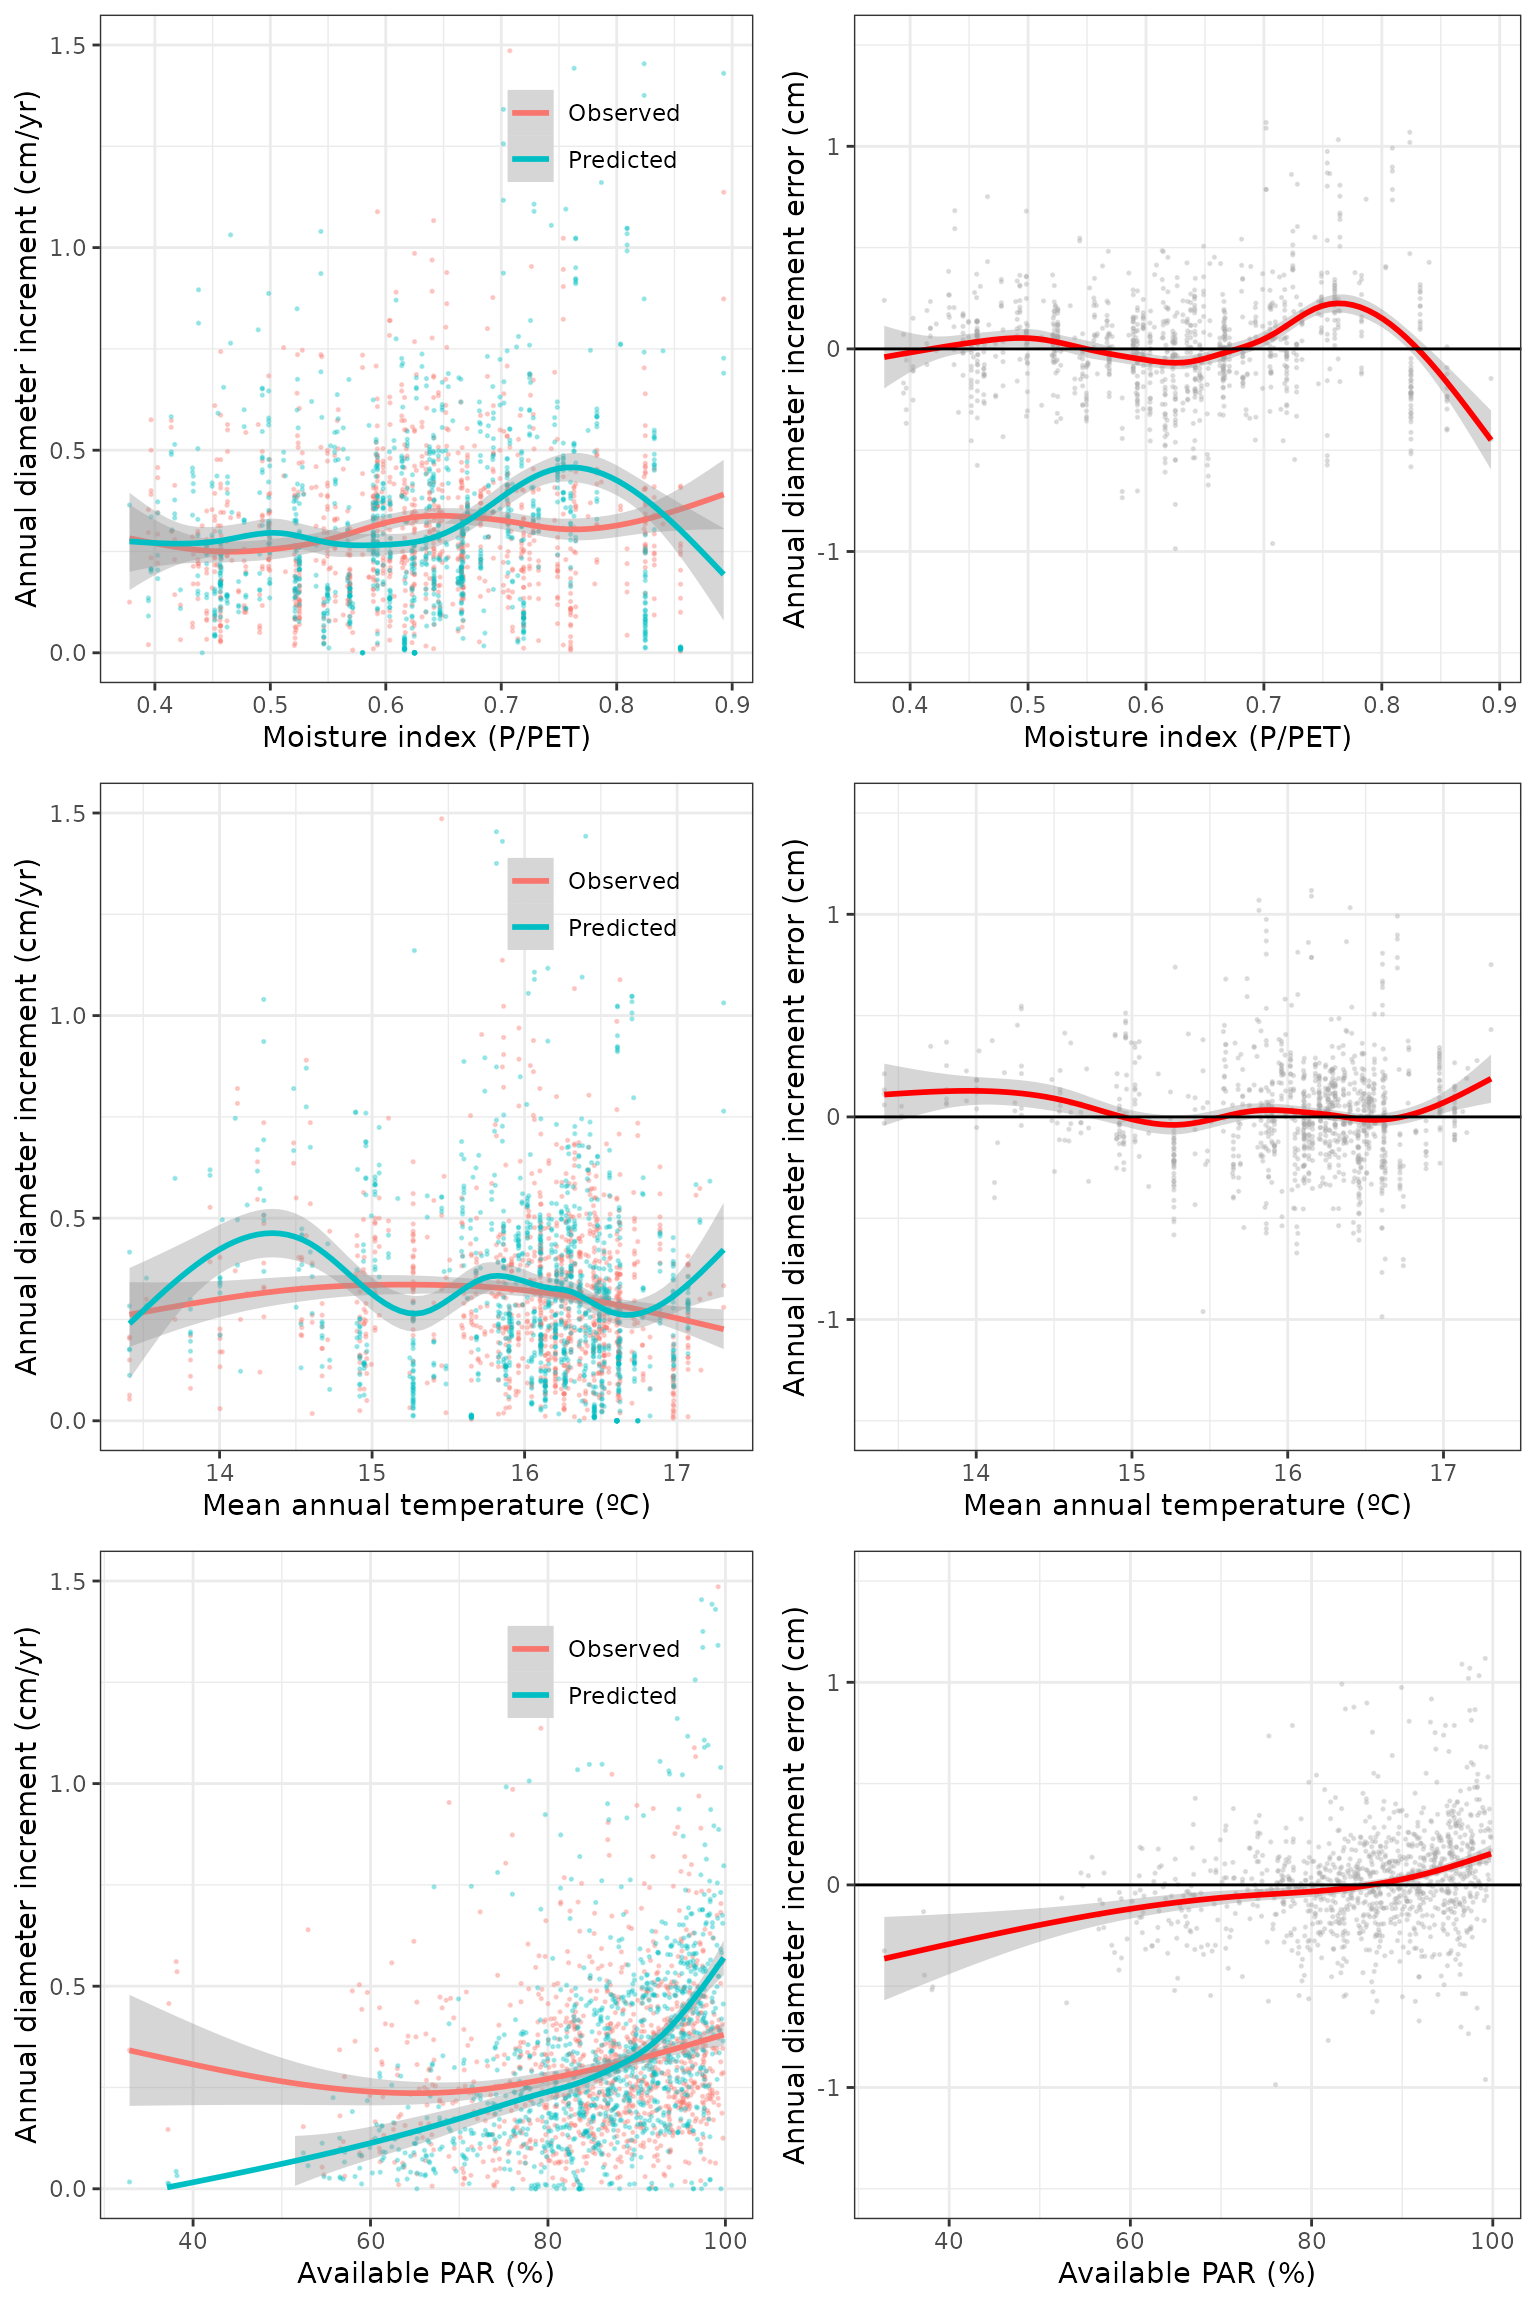 Annual diameter increment (cm/yr)
1.5
1.0
0.5
0.0
Observed
Predicted
0.4 0.5 0.6 0.7 0.8 0.9
Moisture index (P/PET)
Annual diameter increment error (cm)
1
0
-1
0.4 0.5 0.6 0.7 0.8 0.9
Moisture index (P/PET)
Annual diameter increment (cm/yr)
1.5
1.0
0.5
0.0
Observed
Predicted
14 15 16 17
Mean annual temperature (ºC)
Annual diameter increment error (cm)
1
0
-1
14 15 16 17
Mean annual temperature (ºC)
Annual diameter increment (cm/yr)
1.5
1.0
0.5
0.0
Observed
Predicted
40 60 80 100
Available PAR (%)
Annual diameter increment error (cm)
1
0
-1
40 60 80 100
Available PAR (%)